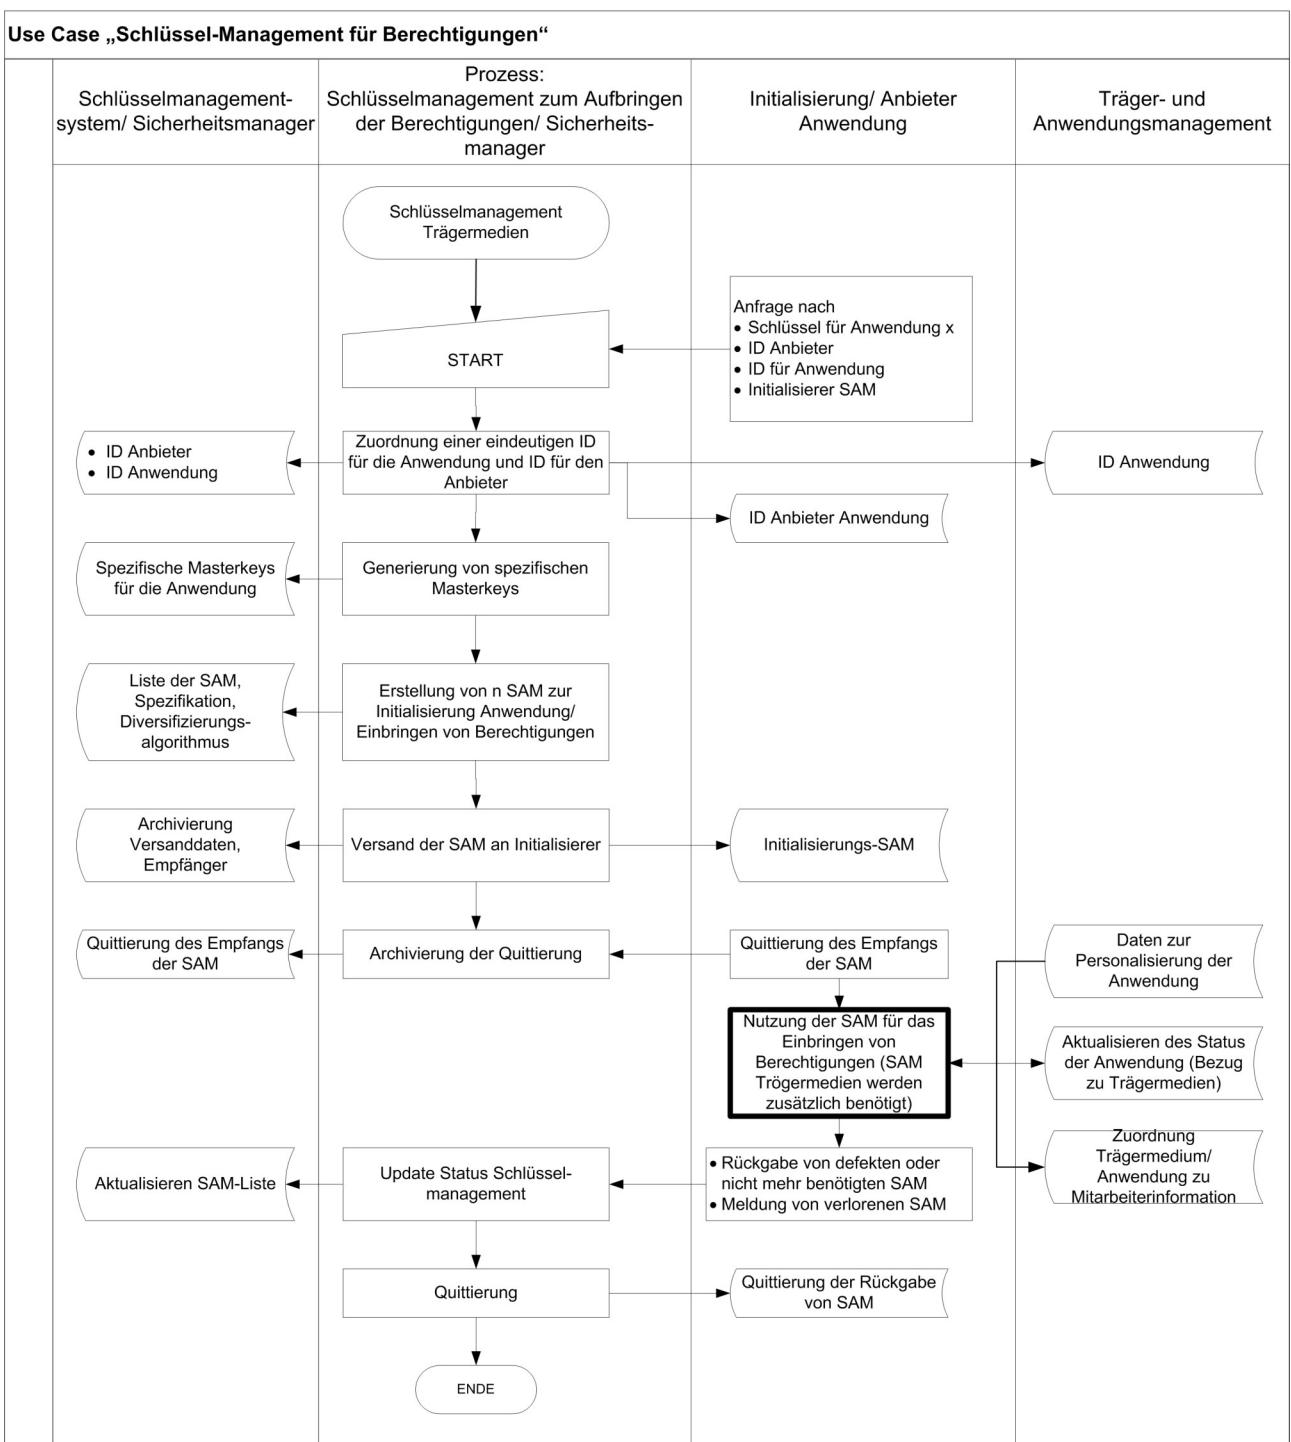 Use Case „Schlüssel-Management für Berechtigungen“
Schlüsselmanagement-
system/ Sicherheitsmanager
Prozess:
Schlüsselmanagement zum Aufbringen
der Berechtigungen/ Sicherheits-
manager
Initialisierung/ Anbieter
Anwendung
Träger- und
Anwendungsmanagement
Schlüsselmanagement
Trägermedien
START
Anfrage nach
• Schlüssel für Anwendung x
• ID Anbieter
• ID für Anwendung
• Initialisierer SAM
• ID Anbieter
• ID Anwendung
Zuordnung einer eindeutigen ID
für die Anwendung und ID für den
Anbieter
ID Anwendung
ID Anbieter Anwendung
Spezifische Masterkeys
für die Anwendung
Generierung von spezifischen
Masterkeys
Liste der SAM,
Spezifikation,
Diversifizierungs-
algorithmus
Erstellung von n SAM zur
Initialisierung Anwendung/
Einbringen von Berechtigungen
Archivierung
Versanddaten,
Empfänger
Versand der SAM an Initialisierer
Initialisierungs-SAM
Quittierung des Empfangs
der SAM
Archivierung der Quittierung
Quittierung des Empfangs
der SAM
Daten zur
Personalisierung der
Anwendung
Nutzung der SAM für das
Einbringen von
Berechtigungen (SAM
Trögermedien werden
zusätzlich benötigt)
Aktualisieren des Status
der Anwendung (Bezug
zu Trägermedien)
Zuordnung
Trägermedium/
Anwendung zu
Mitarbeiterinformation
Aktualisieren SAM-Liste
Update Status Schlüssel-
management
• Rückgabe von defekten oder
nicht mehr benötigten SAM
• Meldung von verlorenen SAM
Quittierung
Quittierung der Rückgabe
von SAM
ENDE